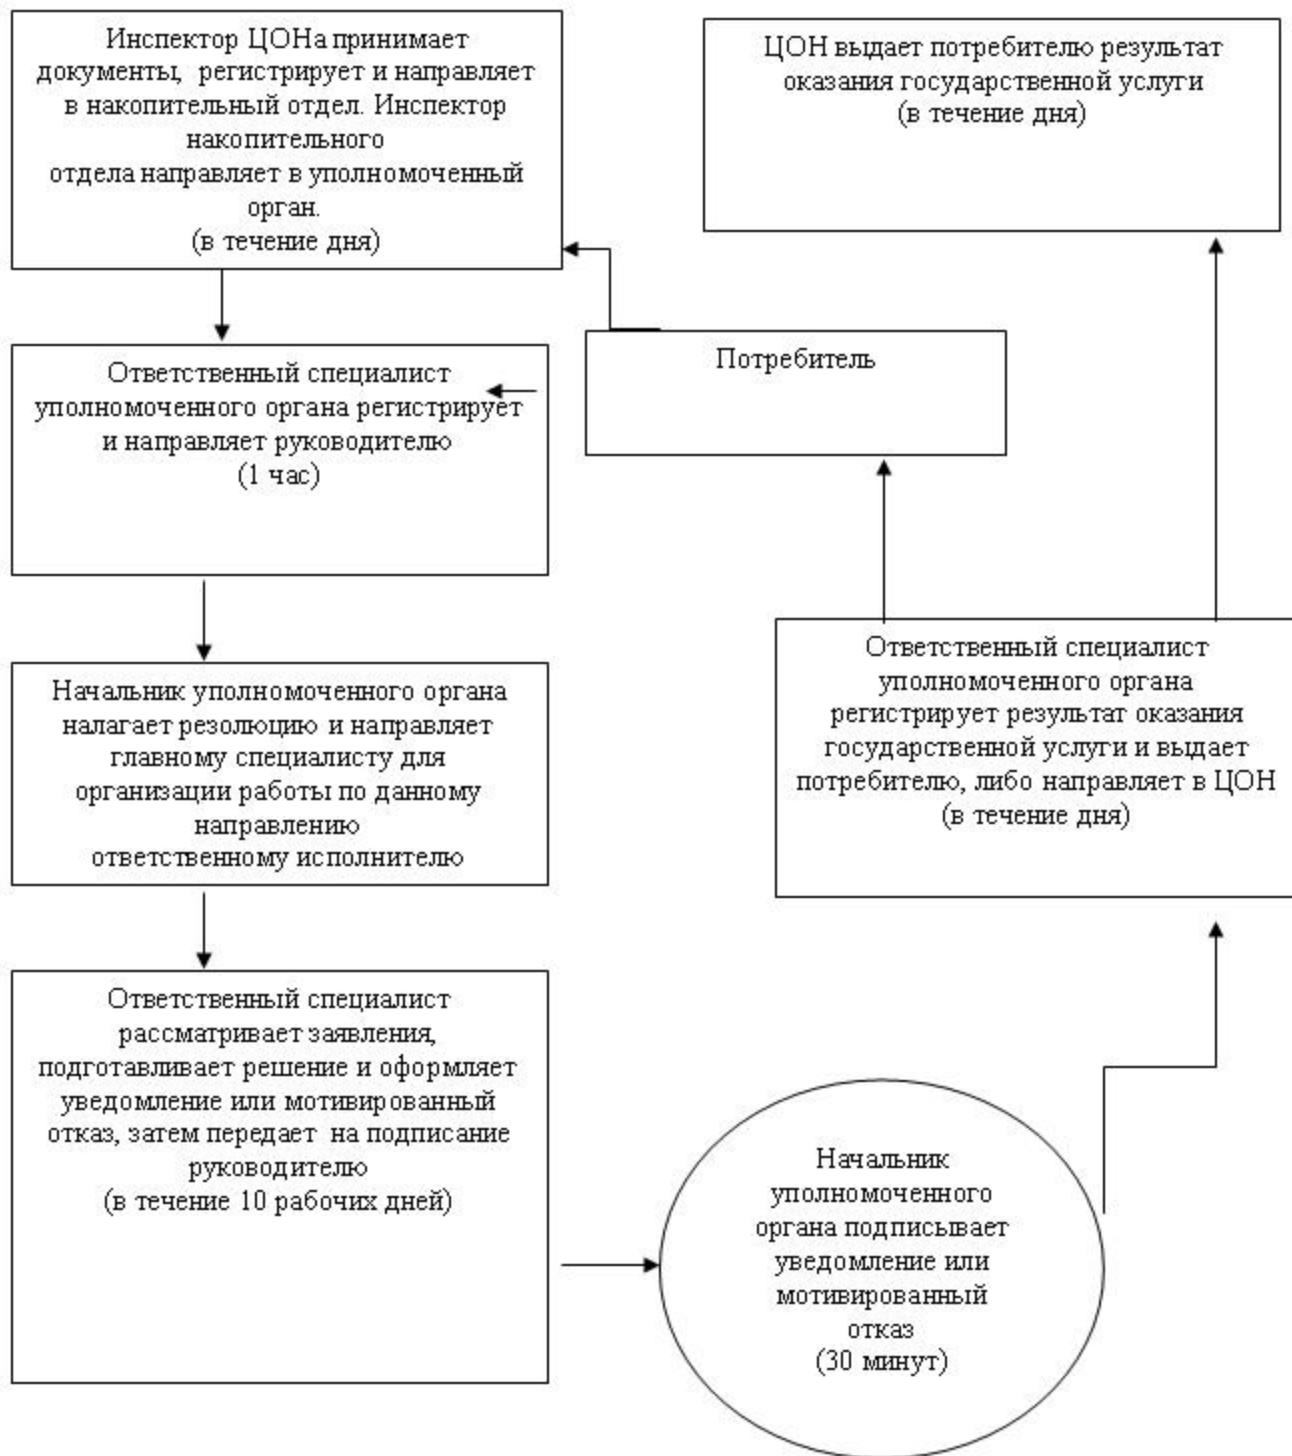 Инспектор ЦОНа принимает
документы, регистрирует и направляет
в накопительный отдел. Инспектор
накопительного
отдела направляет в уполномоченный
орган.
(в течение дня)
ЦОН выдает потребителю результат
оказания государственной услуги
(в течение дня)
Потребитель
Ответственный специалист
уполномоченного органа регистрирует
и направляет руководителю
(1 час)
Начальник уполномоченного органа
налагает резолюцию и направляет
главному специалисту для
организации работы по данному
направлению
ответственному исполнителю
Ответственный специалист
уполномоченного органа
регистрирует результат оказания
государственной услуги и выдает
потребителю, либо направляет в ЦОН
(в течение дня)
Ответственный специалист
рассматривает заявления,
подготавливает решение и оформляет
уведомление или мотивированный
отказ, затем передает на подписание
руководителю
(в течение 10 рабочих дней)
Начальник
уполномоченного
органа подписывает
уведомление или
мотивированный
отказ
(30 минут)